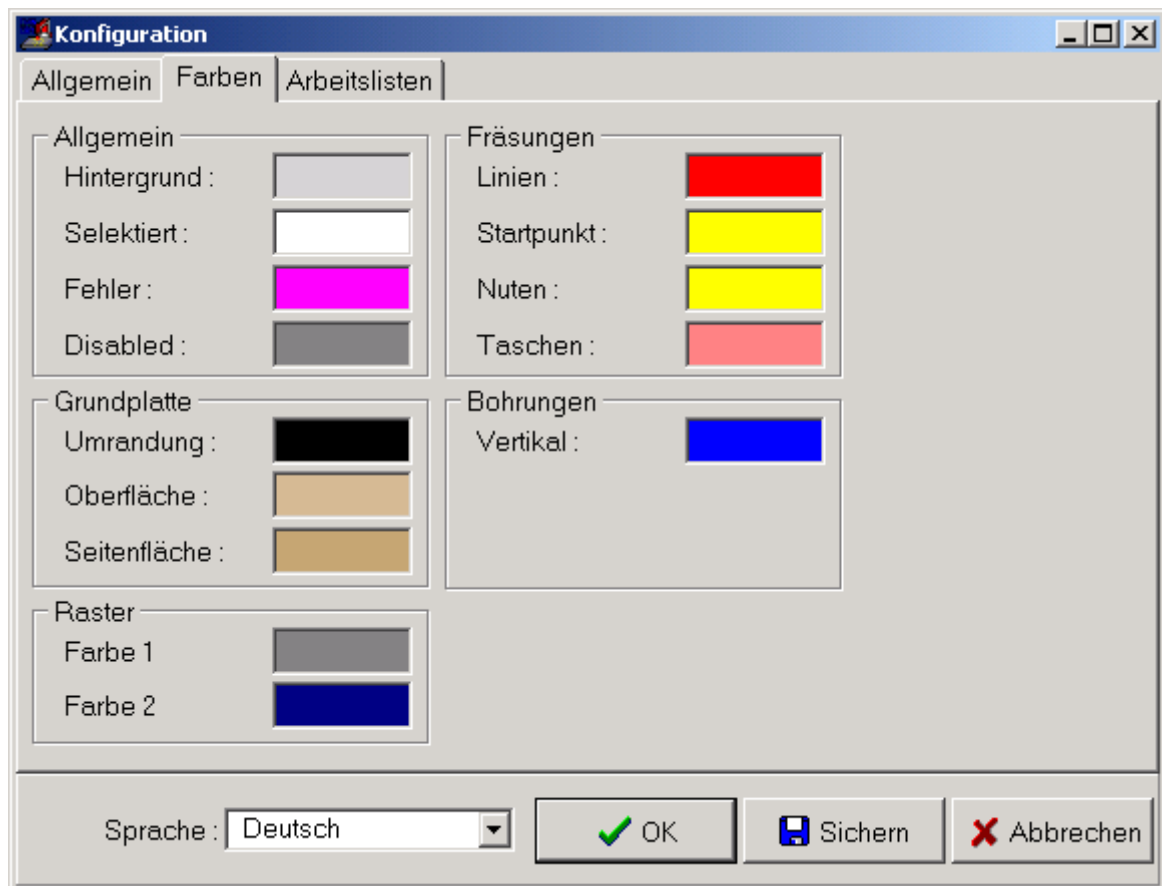 Konfiguration
Allgemein Farben Arbeitslisten
Allgemein
Hintergrund :
Selektiert :
Fehler :
Disabled :
Fräsungen
Linien :
Startpunkt :
Nuten :
Taschen :
Grundplatte
Umrandung :
Oberfläche :
Seitenfläche :
Bohrungen
Vertikal :
Raster
Farbe 1
Farbe 2
Sprache : Deutsch OK Sichern Abbrechen